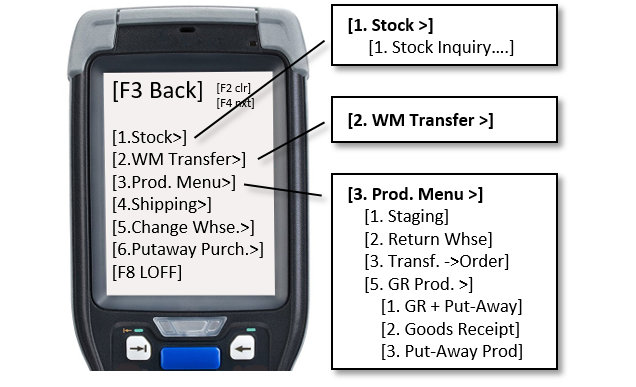 [F3 Back] [F2 clr]
[F4 nxt]
[1.Stock>]
[2.WM Transfer>]
[3.Prod. Menu>]
[4.Shipping>]
[5.Change Whse.>]
[6.Putaway Purch.>]
[F8 LOFF]
[1. Stock >]
[1. Stock Inquiry....]
[2. WM Transfer >]
[3. Prod. Menu >]
[1. Staging]
[2. Return Whse]
[3. Transf. ->Order]
[5. GR Prod. >]
[1. GR + Put-Away]
[2. Goods Receipt]
[3. Put-Away Prod]